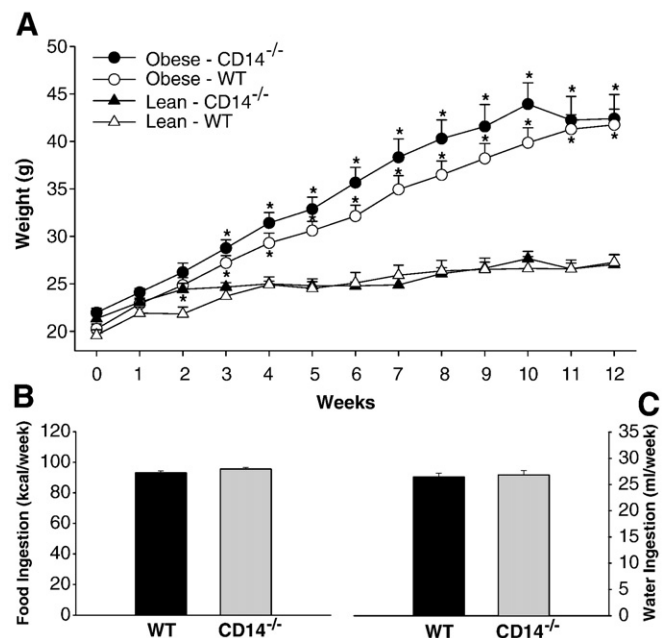 A
Obese - CD14-/-
Obese - WT
Lean - CD14-/-
Lean - WT
50
45
40
35
30
25
20
Weight (g)
* * * * * * * * * *
* * * * * * * * * * *
0 1 2 3 4 5 6 7 8 9 10 11 12
Weeks
B
C
120
100
80
60
40
20
0
Food Ingestion (kcal/week)
WT CD14-/-
WT CD14-/-
35
30
25
20
15
10
5
0
Water Ingestion (ml/week)